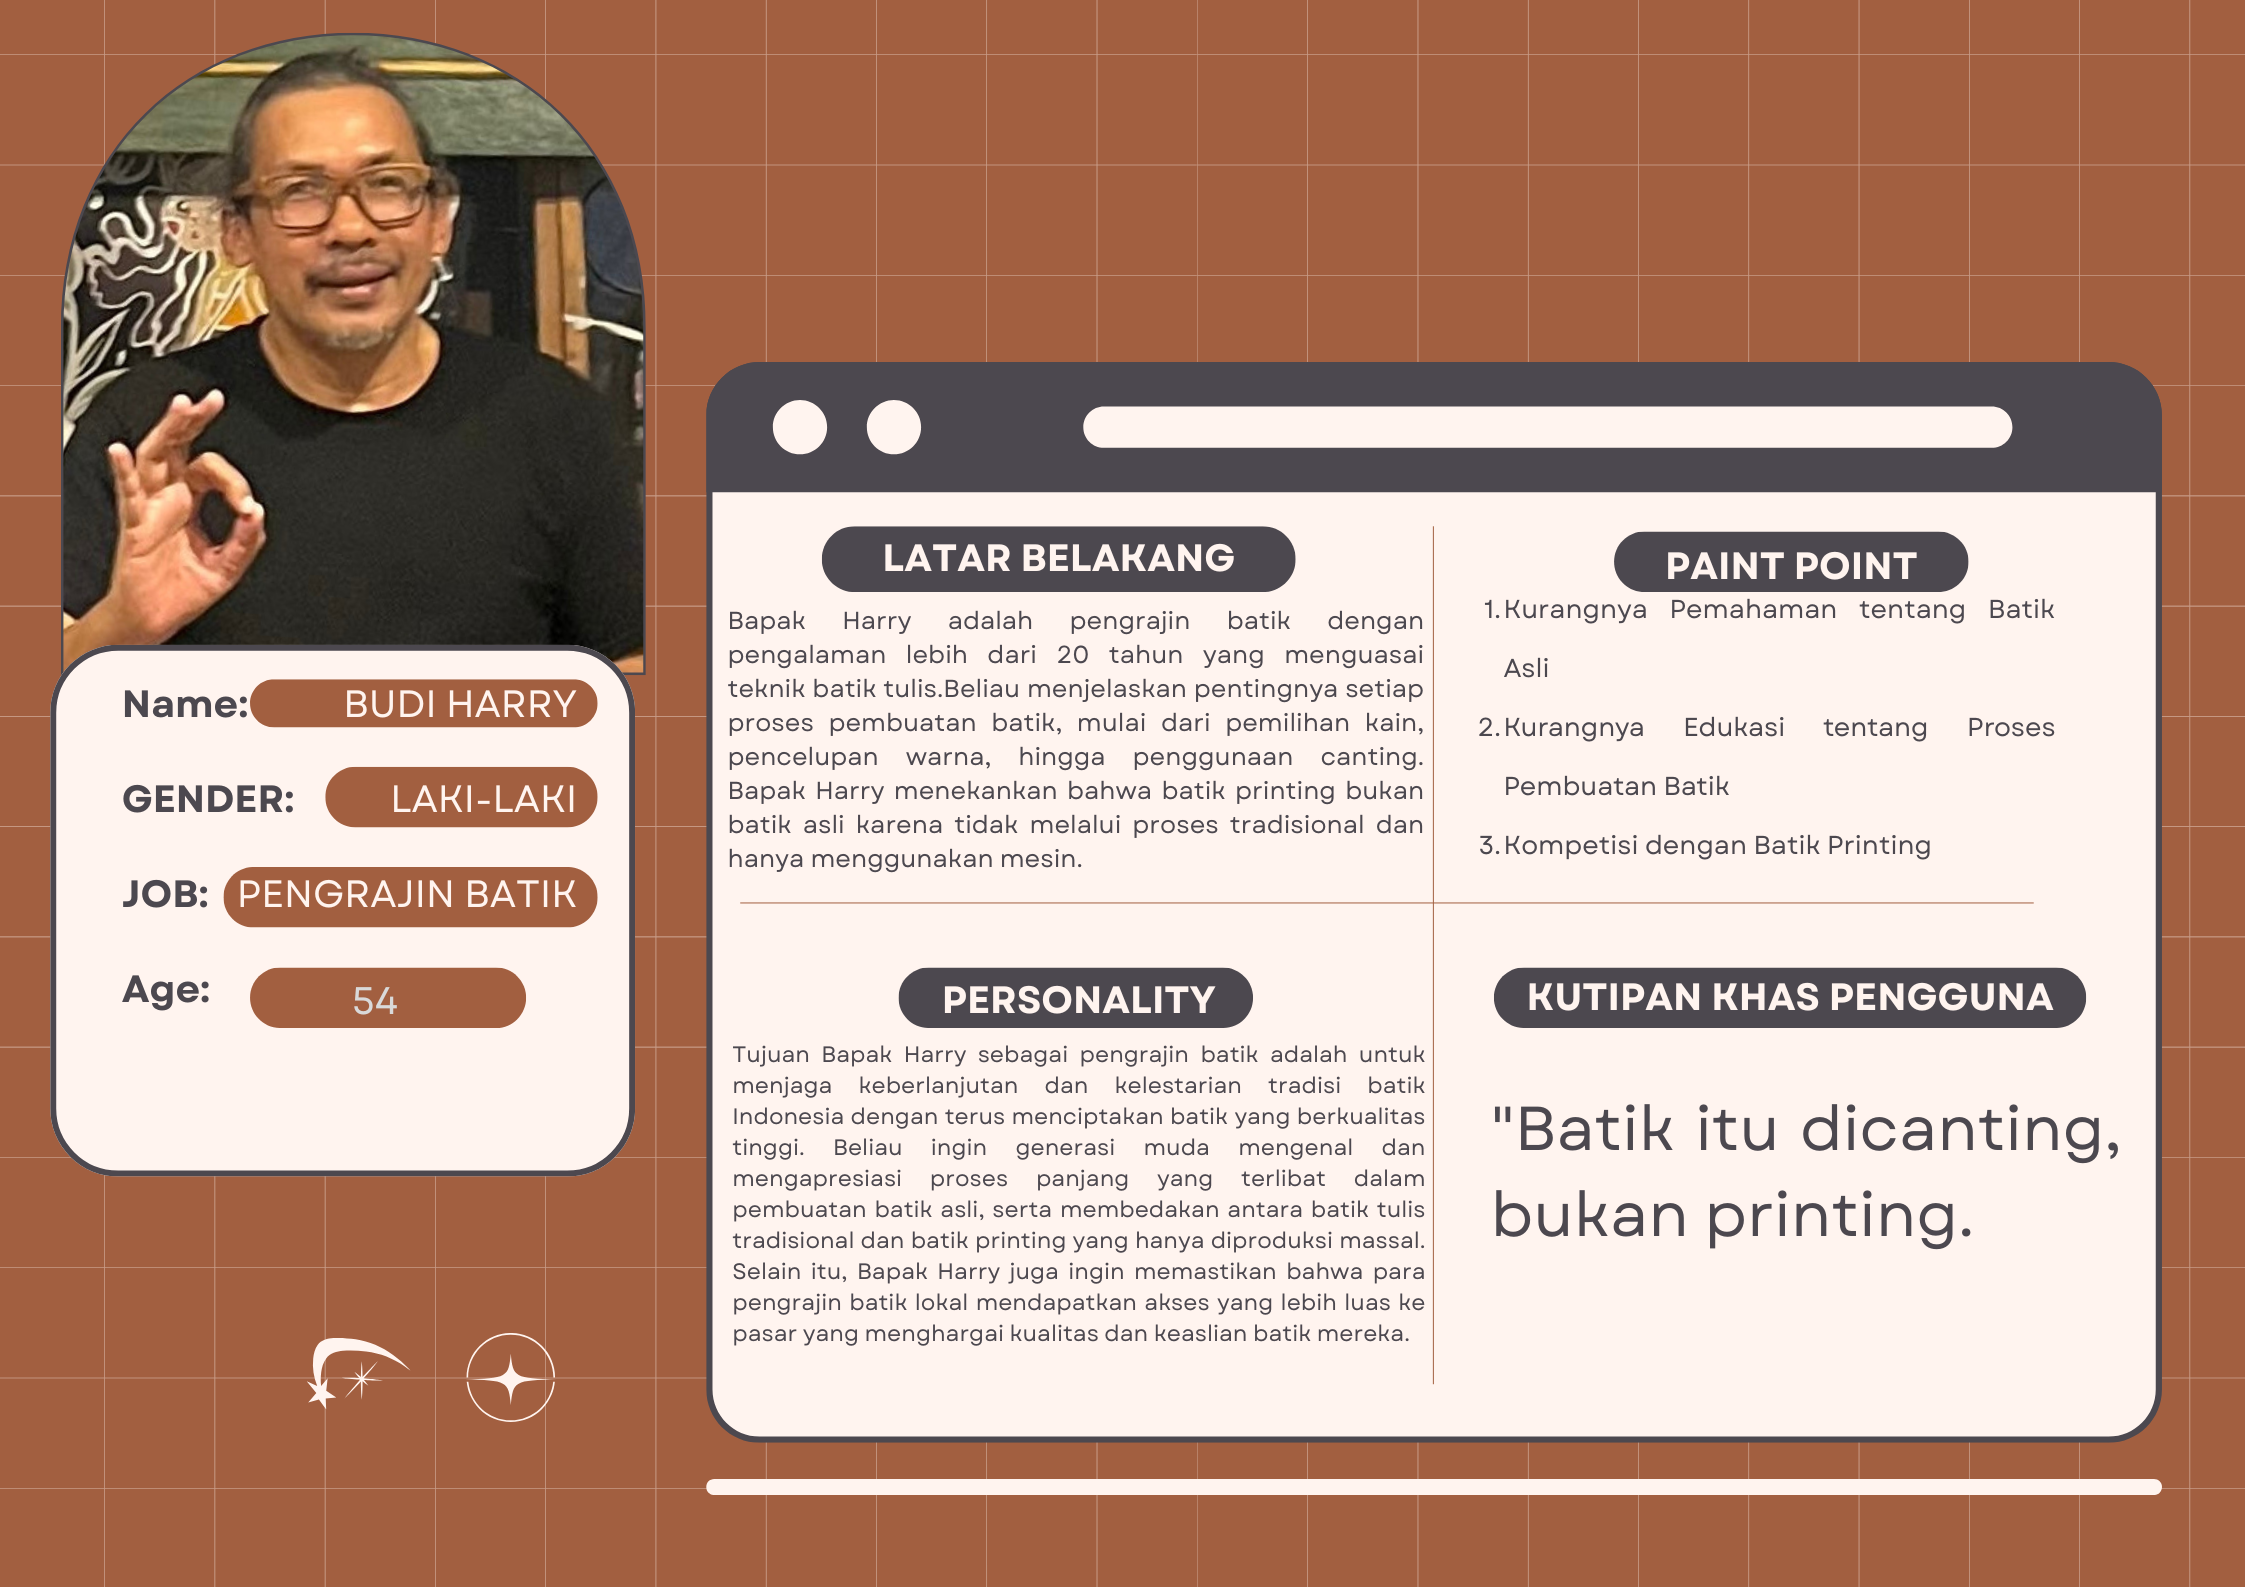 Name: BUDI HARRY
GENDER: LAKI-LAKI
JOB: PENGRAJIN BATIK
Age: 54
LATAR BELAKANG
Bapak Harry adalah pengrajin batik dengan
pengalaman lebih dari 20 tahun yang menguasai
teknik batik tulis.Beliau menjelaskan pentingnya setiap
proses pembuatan batik, mulai dari pemilihan kain,
pencelupan warna, hingga penggunaan canting.
Bapak Harry menekankan bahwa batik printing bukan
batik asli karena tidak melalui proses tradisional dan
hanya menggunakan mesin.
PAINT POINT
1. Kurangnya Pemahaman tentang Batik
Asli
2. Kurangnya Edukasi tentang Proses
Pembuatan Batik
3. Kompetisi dengan Batik Printing
PERSONALITY
Tujuan Bapak Harry sebagai pengrajin batik adalah untuk
menjaga keberlanjutan dan kelestarian tradisi batik
Indonesia dengan terus menciptakan batik yang berkualitas
tinggi. Beliau ingin generasi muda mengenal dan
mengapresiasi proses panjang yang terlibat dalam
pembuatan batik asli, serta membedakan antara batik tulis
tradisional dan batik printing yang hanya diproduksi massal.
Selain itu, Bapak Harry juga ingin memastikan bahwa para
pengrajin batik lokal mendapatkan akses yang lebih luas ke
pasar yang menghargai kualitas dan keaslian batik mereka.
KUTIPAN KHAS PENGGUNA
"Batik itu dicanting,
bukan printing.